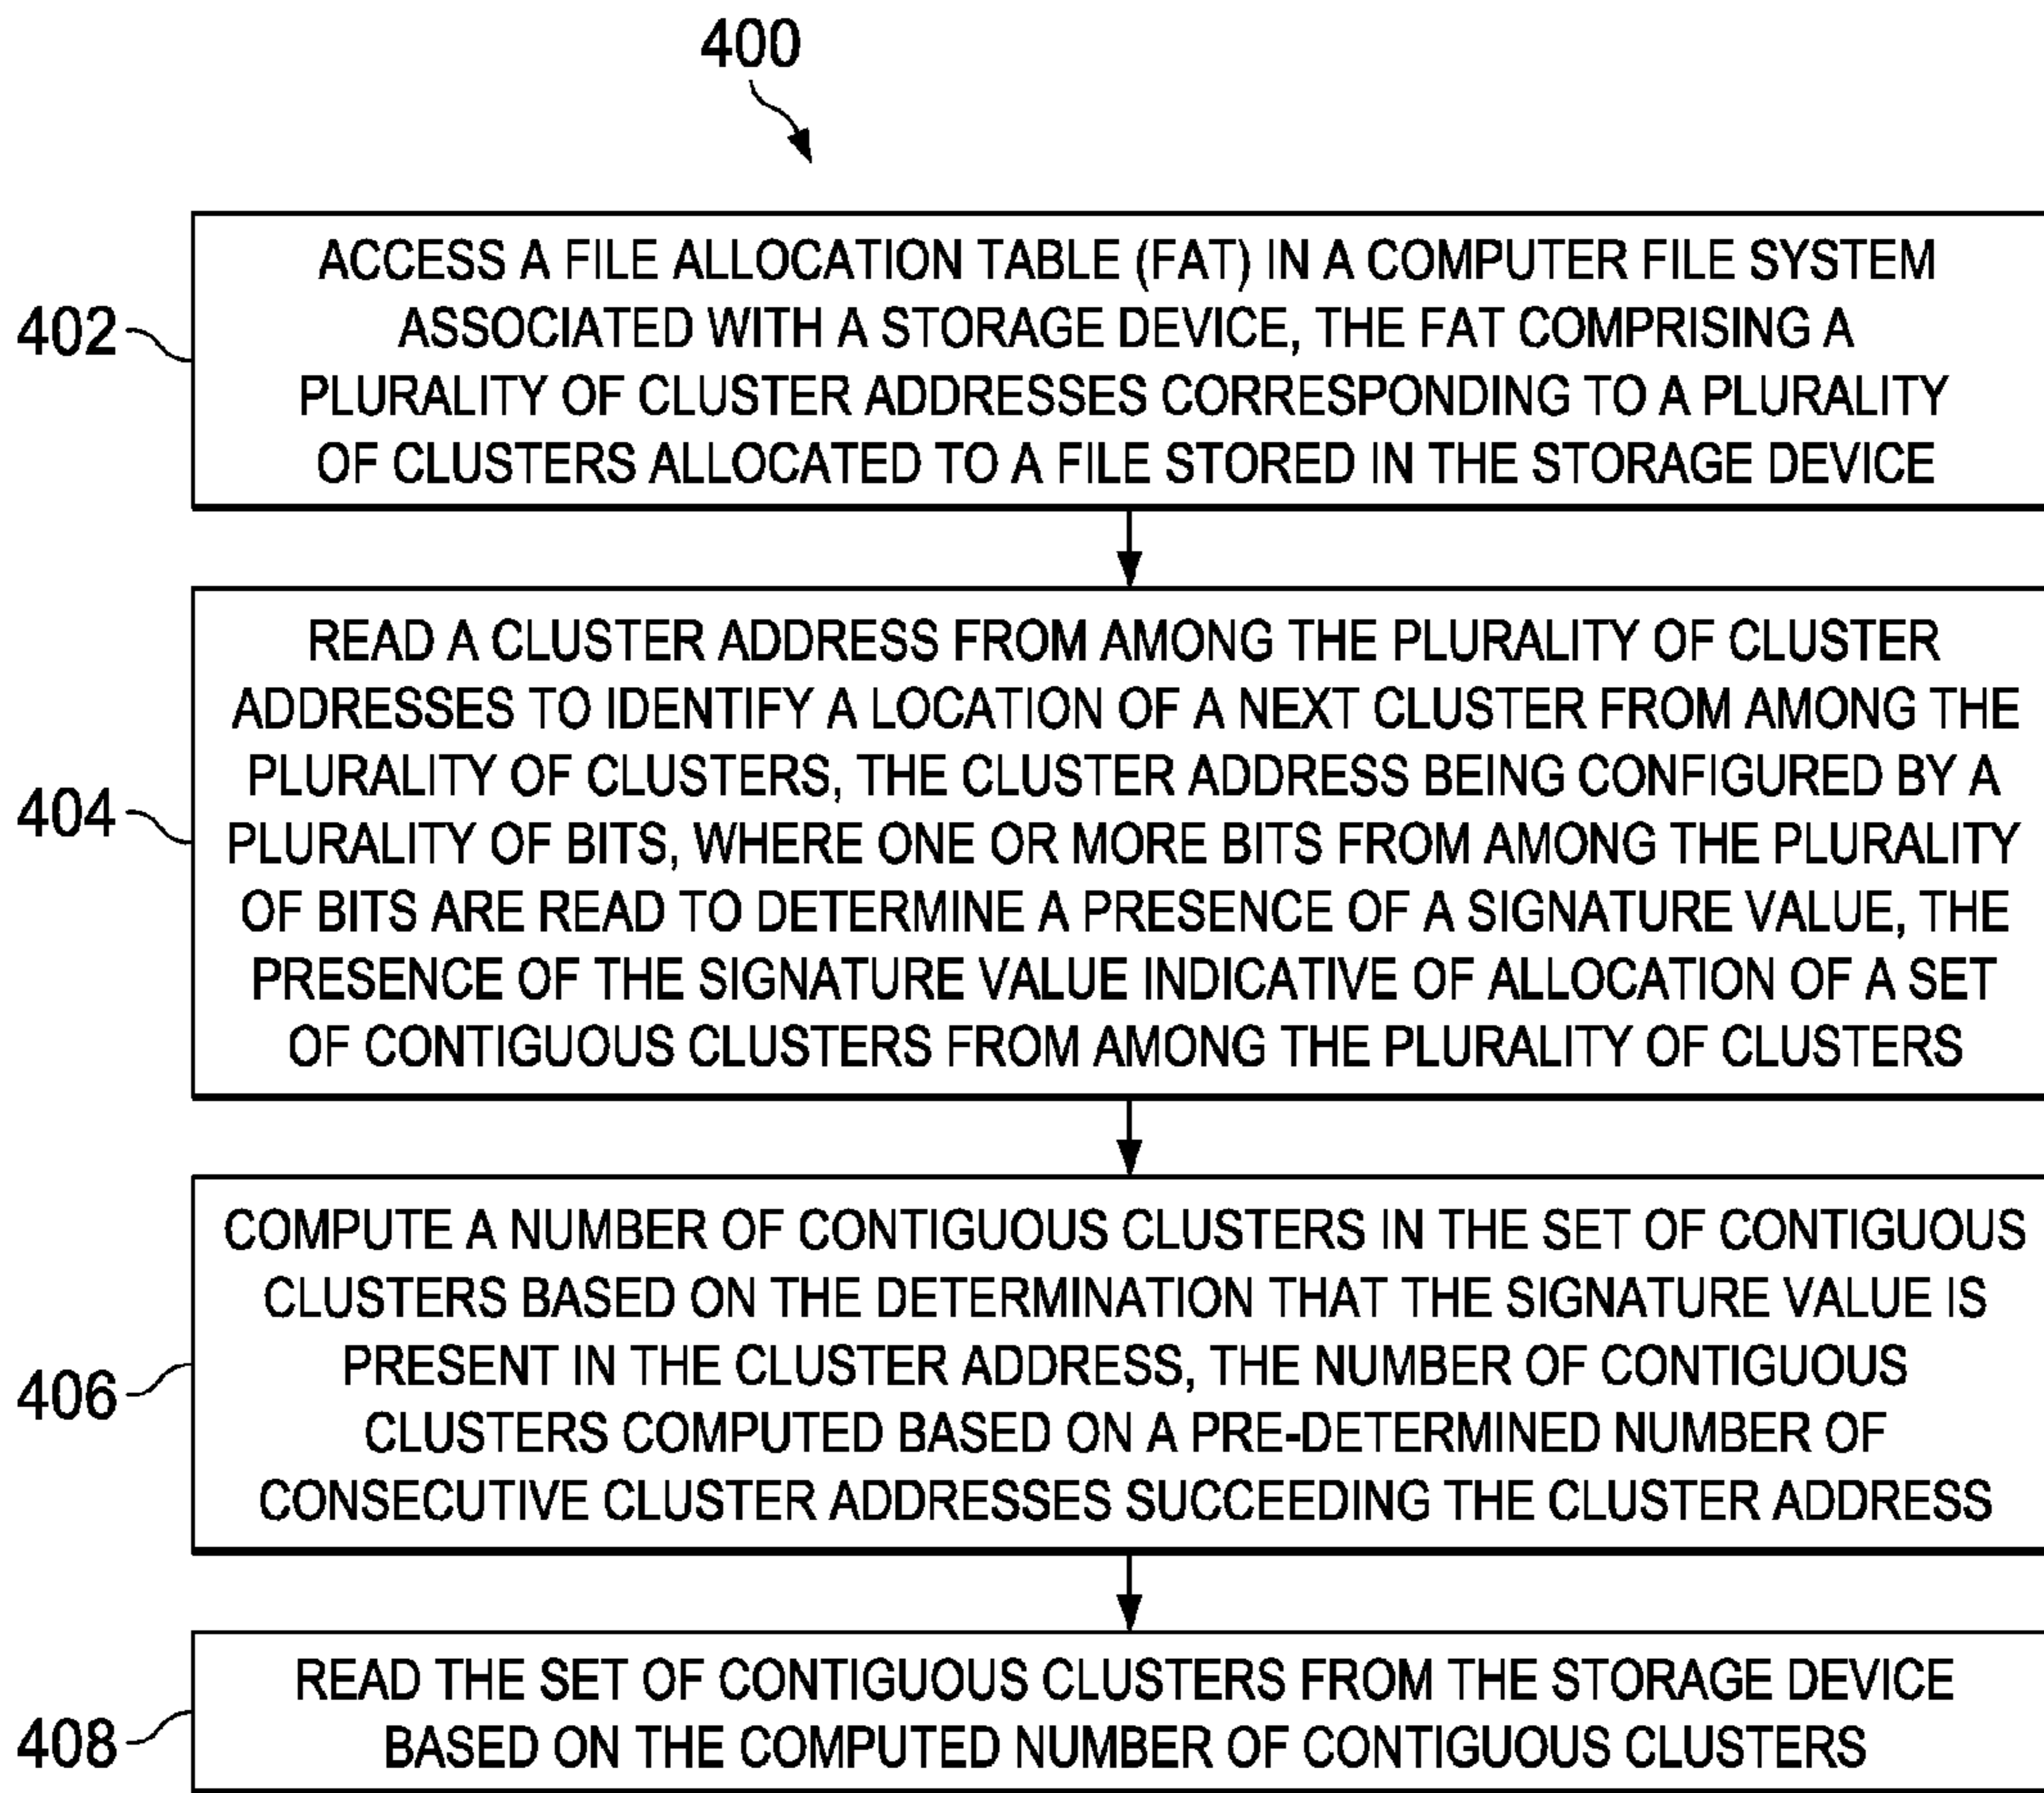 400
402
ACCESS A FILE ALLOCATION TABLE (FAT) IN A COMPUTER FILE SYSTEM
ASSOCIATED WITH A STORAGE DEVICE, THE FAT COMPRISING A
PLURALITY OF CLUSTER ADDRESSES CORRESPONDING TO A PLURALITY
OF CLUSTERS ALLOCATED TO A FILE STORED IN THE STORAGE DEVICE
404
READ A CLUSTER ADDRESS FROM AMONG THE PLURALITY OF CLUSTER
ADDRESSES TO IDENTIFY A LOCATION OF A NEXT CLUSTER FROM AMONG THE
PLURALITY OF CLUSTERS, THE CLUSTER ADDRESS BEING CONFIGURED BY A
PLURALITY OF BITS, WHERE ONE OR MORE BITS FROM AMONG THE PLURALITY
OF BITS ARE READ TO DETERMINE A PRESENCE OF A SIGNATURE VALUE, THE
PRESENCE OF THE SIGNATURE VALUE INDICATIVE OF ALLOCATION OF A SET
OF CONTIGUOUS CLUSTERS FROM AMONG THE PLURALITY OF CLUSTERS
406
COMPUTE A NUMBER OF CONTIGUOUS CLUSTERS IN THE SET OF CONTIGUOUS
CLUSTERS BASED ON THE DETERMINATION THAT THE SIGNATURE VALUE IS
PRESENT IN THE CLUSTER ADDRESS, THE NUMBER OF CONTIGUOUS
CLUSTERS COMPUTED BASED ON A PRE-DETERMINED NUMBER OF
CONSECUTIVE CLUSTER ADDRESSES SUCCEEDING THE CLUSTER ADDRESS
408
READ THE SET OF CONTIGUOUS CLUSTERS FROM THE STORAGE DEVICE
BASED ON THE COMPUTED NUMBER OF CONTIGUOUS CLUSTERS